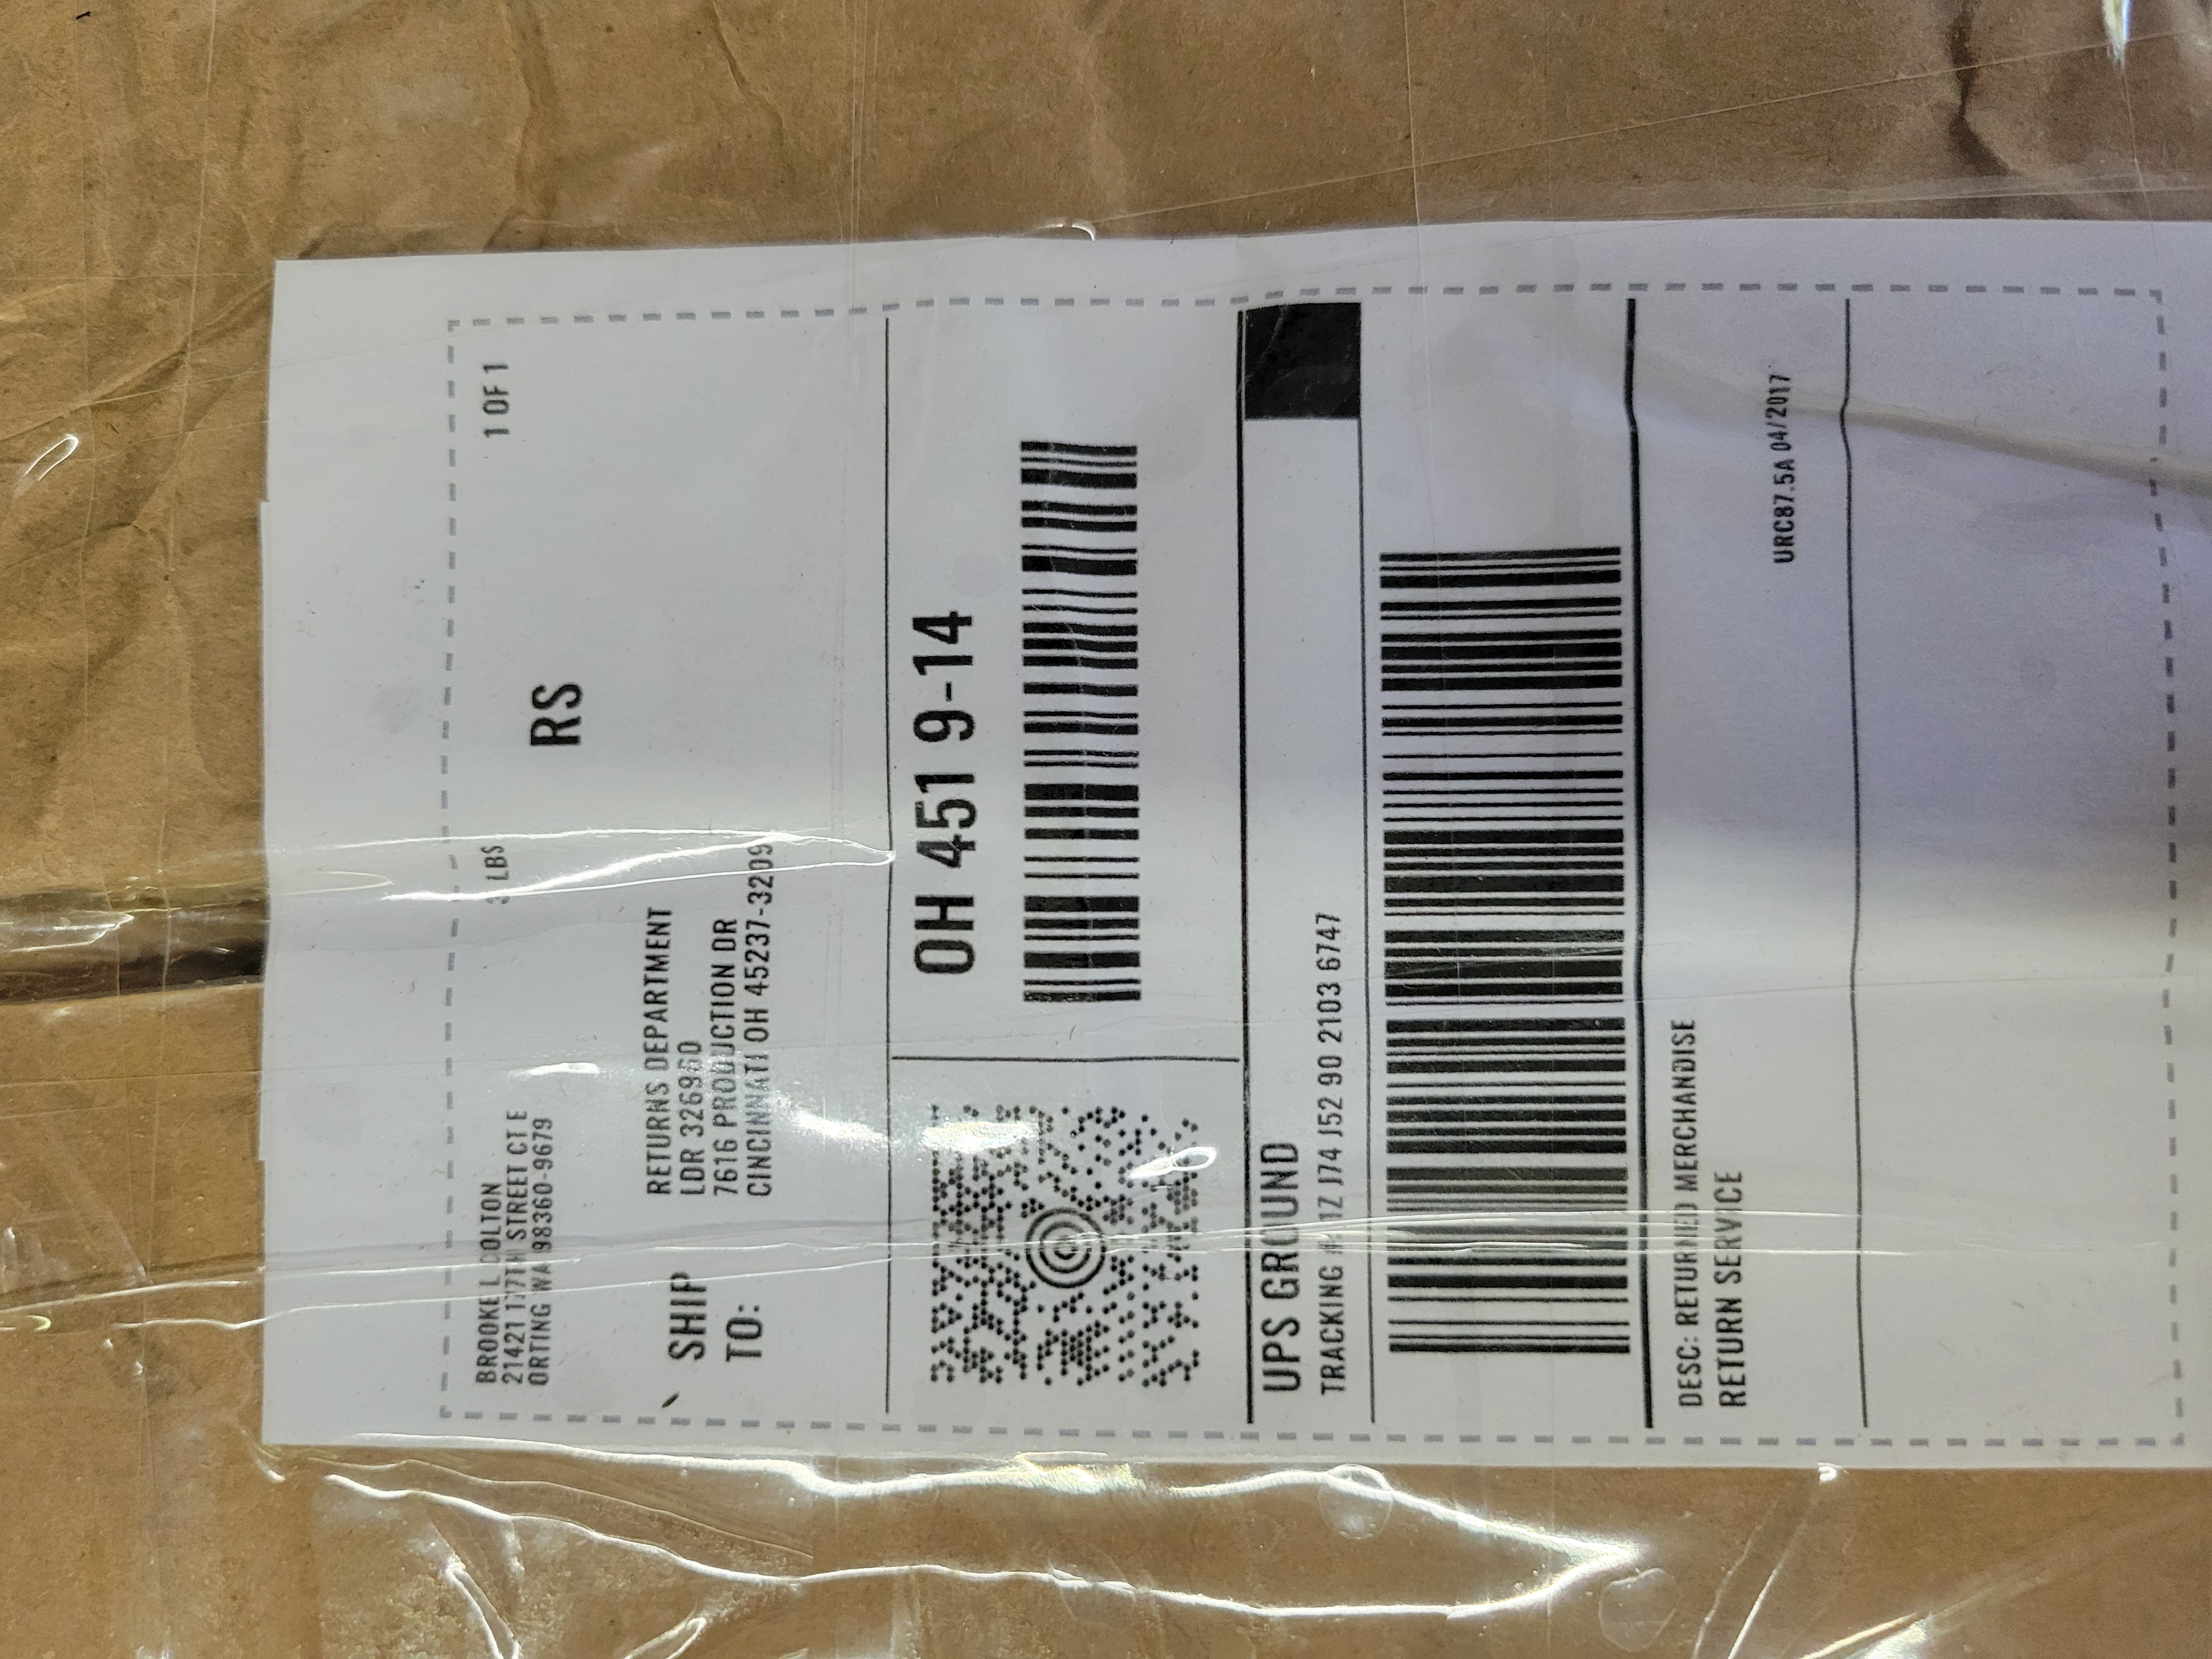 BROOKE L COLTON
21421 177TH STREET CT E
ORTING WA 98360-9679
LBS
1 OF 1
RS
SHIP
TO:
RETURNS DEPARTMENT
LDR 326960
7616 PRODUCTION DR
CINCINNATI OH 45237-3209
OH 451 9-14
UPS GROUND
TRACKING #: 1Z J74 J52 90 2103 6747
DESC: RETURNED MERCHANDISE
RETURN SERVICE
URC87.5A 04/2017